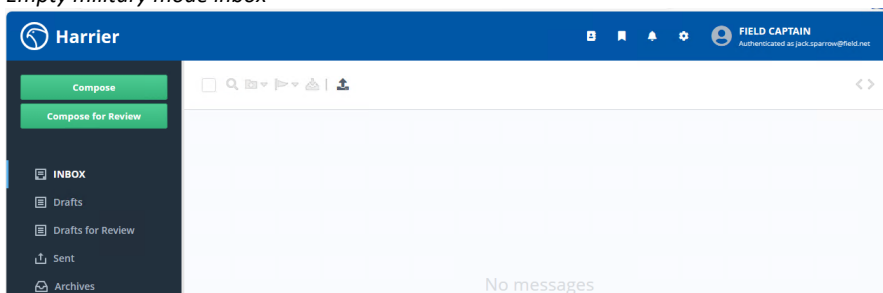 Empty military mode inbox
Harrier
FIELD CAPTAIN
Authenticated as jack.sparrow@field.net
Compose
Compose for Review
INBOX
Drafts
Drafts for Review
Sent
Archives
No messages